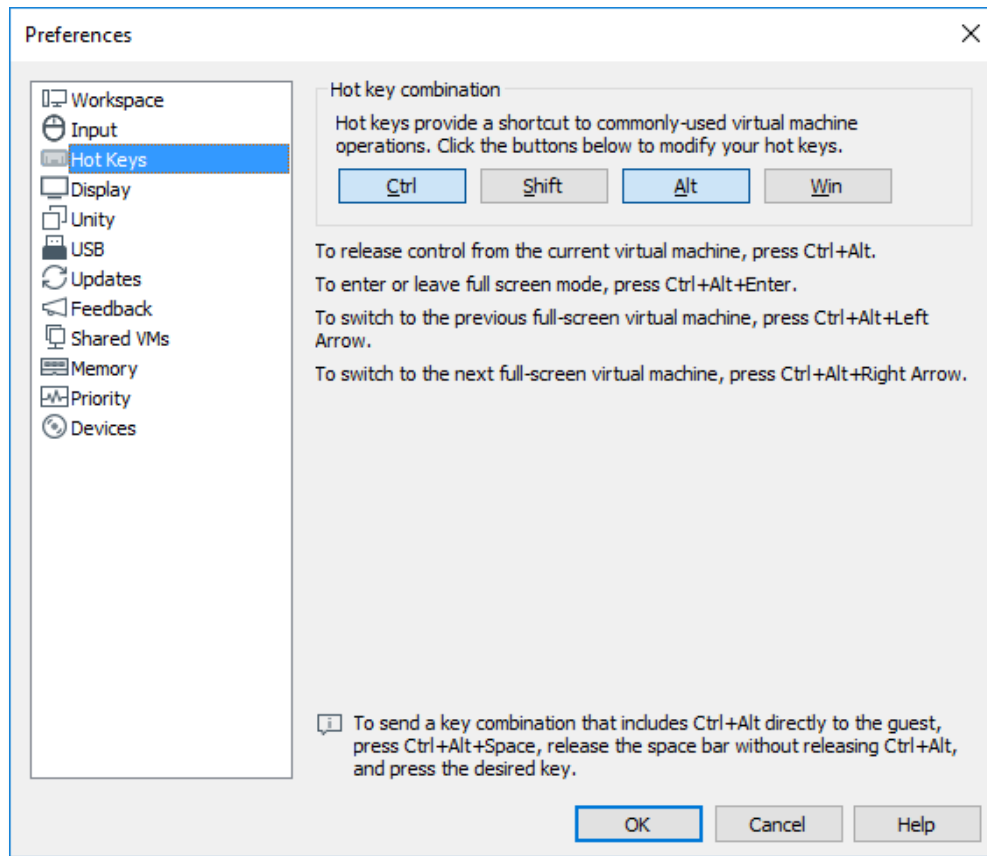 Preferences
Workspace
Input
Hot Keys
Display
Unity
USB
Updates
Feedback
Shared VMs
Memory
Priority
Devices
Hot key combination
Hot keys provide a shortcut to commonly-used virtual machine
operations. Click the buttons below to modify your hot keys.
Ctrl Shift Alt Win
To release control from the current virtual machine, press Ctrl+Alt.
To enter or leave full screen mode, press Ctrl+Alt+Enter.
To switch to the previous full-screen virtual machine, press Ctrl+Alt+Left
Arrow.
To switch to the next full-screen virtual machine, press Ctrl+Alt+Right Arrow.
To send a key combination that includes Ctrl+Alt directly to the guest,
press Ctrl+Alt+Space, release the space bar without releasing Ctrl+Alt,
and press the desired key.
OK Cancel Help